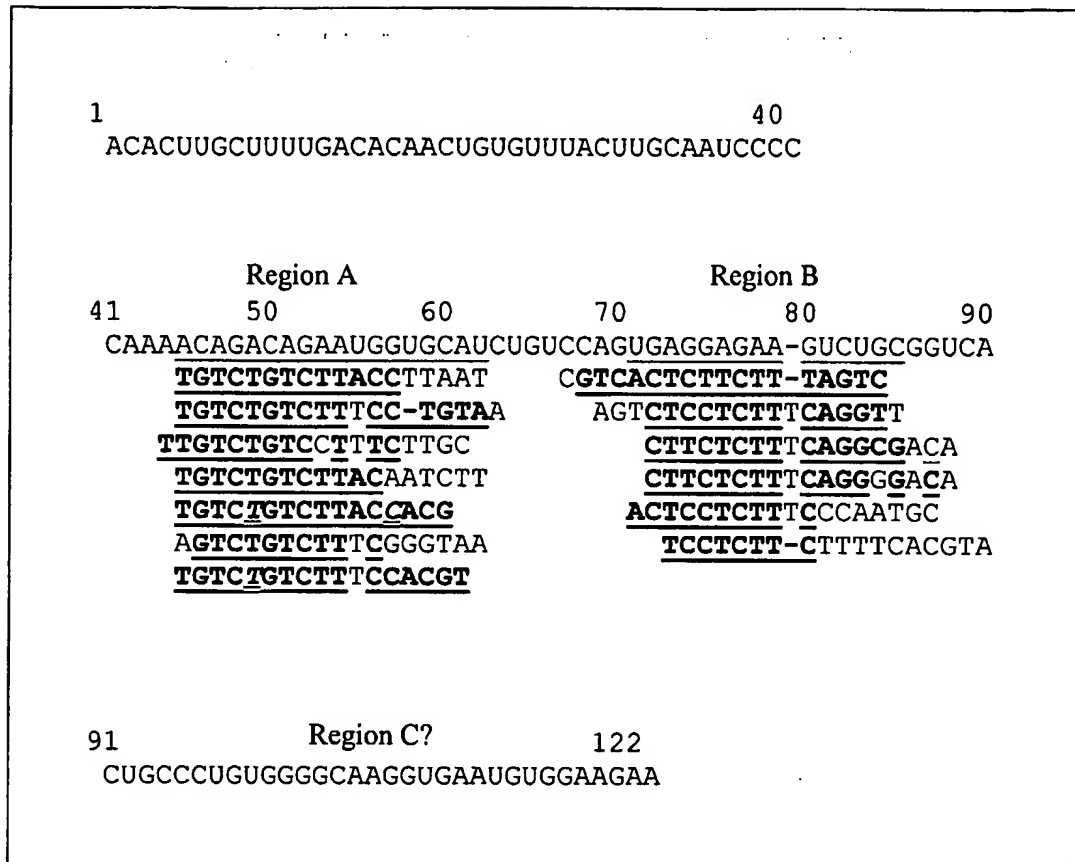 1 40
ACACUUGCUUUUGACACAACUGUGUUUACUUGCAAUCCCC
Region A Region B
41 50 60 70 80 90
CAAAACAGACAGAAUGGUGCAUCUGUCCAGUGAGGAGAA-GUCUGCGGUCA
TGTCTGTCTTACCTTAAT CGTCACTCTTCTT-TAGTC
TGTCTGTCTTTCC-TGTAA AGTCTCCTCTTTCAGGTT
TTGTCTGTCCTTTCTTGC CTTCTCTTTCAGGCGACA
TGTCTGTCTTACAATCTT CTTCTCTTTCAGGGGACA
TGTCTGTCTTACCACG ACTCCTCTTTCCCAATGC
AGTCTGTCTTTCGGGTAA TCCTCTT-CTTTTCACGTA
TGTCTGTCTTTCCACGT
91 Region C? 122
CUGCCCUGUGGGGCAAGGUGAAUGUGGAAGAA